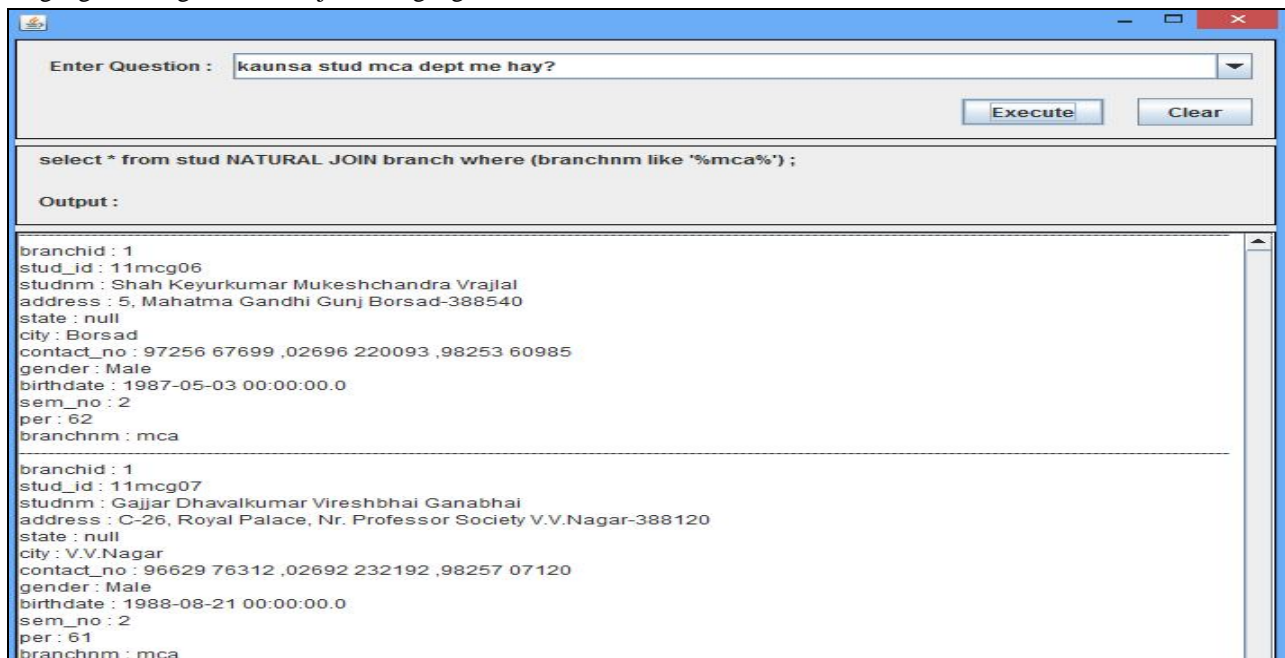 Enter Question : kaunsa stud mca dept me hay?
Execute Clear
select * from stud NATURAL JOIN branch where (branchnm like '%mca%') ;
Output :
branchid : 1
stud_id : 11mcg06
studnm : Shah Keyurkumar Mukeshchandra Vrajlal
address : 5, Mahatma Gandhi Gunj Borsad-388540
state : null
city : Borsad
contact_no : 97256 67699 ,02696 220093 ,98253 60985
gender : Male
birthdate : 1987-05-03 00:00:00.0
sem_no : 2
per : 62
branchnm : mca
branchid : 1
stud_id : 11mcg07
studnm : Gajjar Dhavalkumar Vireshbhai Ganabhai
address : C-26, Royal Palace, Nr. Professor Society V.V.Nagar-388120
state : null
city : V.V.Nagar
contact_no : 96629 76312 ,02692 232192 ,98257 07120
gender : Male
birthdate : 1988-08-21 00:00:00.0
sem_no : 2
per : 61
branchnm : mca